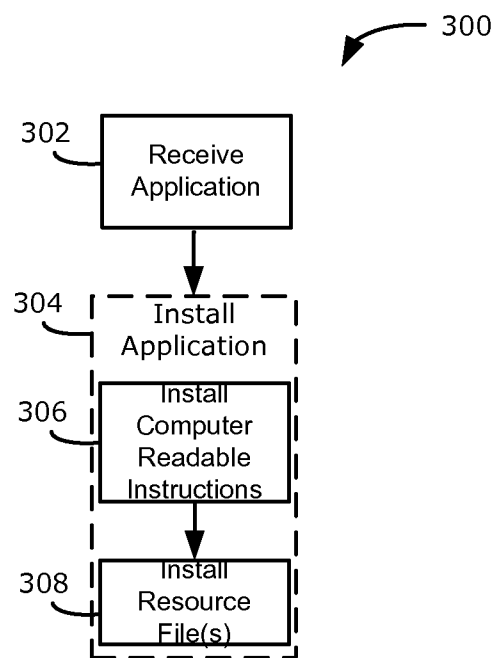 300
302
Receive
Application
304
Install
Application
306
Install
Computer
Readable
Instructions
308
Install
Resource
File(s)